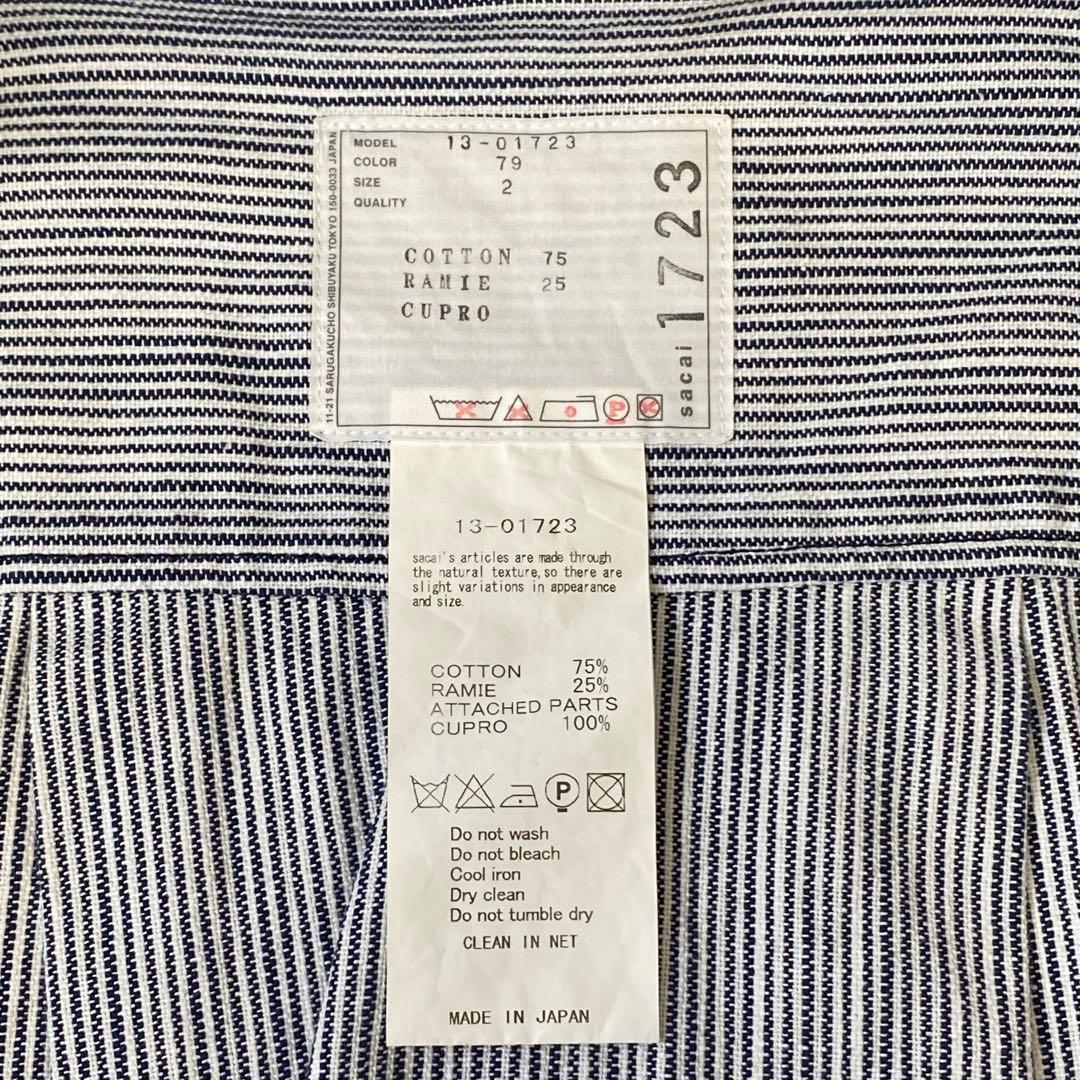 11-21 SARUGAKUCHO SHIBUYAKU TOKYO 150-0033 JAPAN
MODEL 13-01723
COLOR 79
SIZE 2
QUALITY
COTTON 75
RAMIE 25
CUPRO
P
sacai 1723
13-01723
sacai's articles are made through
the natural texture, so there are
slight variations in appearance
and size.
COTTON 75%
RAMIE 25%
ATTACHED PARTS
CUPRO 100%
P
Do not wash
Do not bleach
Cool iron
Dry clean
Do not tumble dry
CLEAN IN NET
MADE IN JAPAN